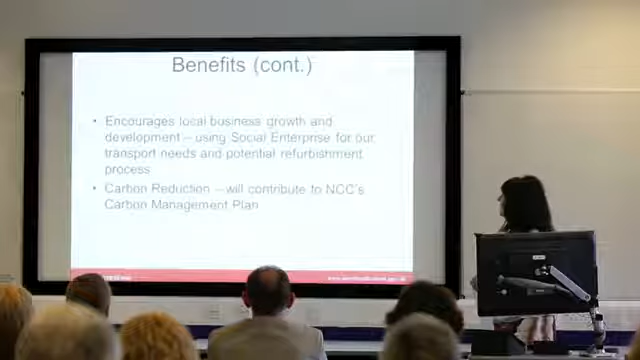 Benefits (cont.)
• Encourages local business growth and
development – using Social Enterprise for our
transport needs and potential refurbishment
process
• Carbon Reduction – will contribute to NCC's
Carbon Management Plan